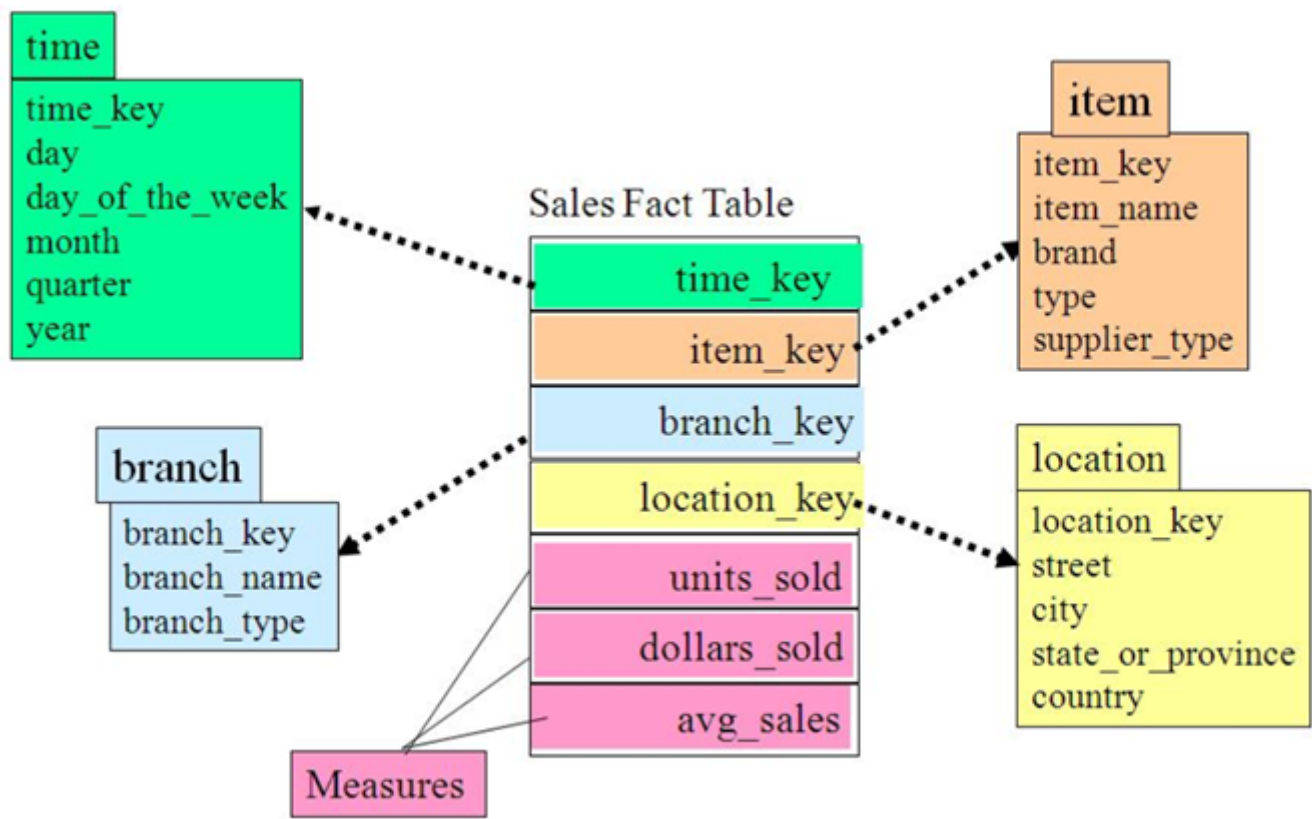 time
time_key
day
day_of_the_week
month
quarter
year
item
item_key
item_name
brand
type
supplier_type
Sales Fact Table
time_key
item_key
branch_key
location_key
units_sold
dollars_sold
avg_sales
branch
branch_key
branch_name
branch_type
location
location_key
street
city
state_or_province
country
Measures